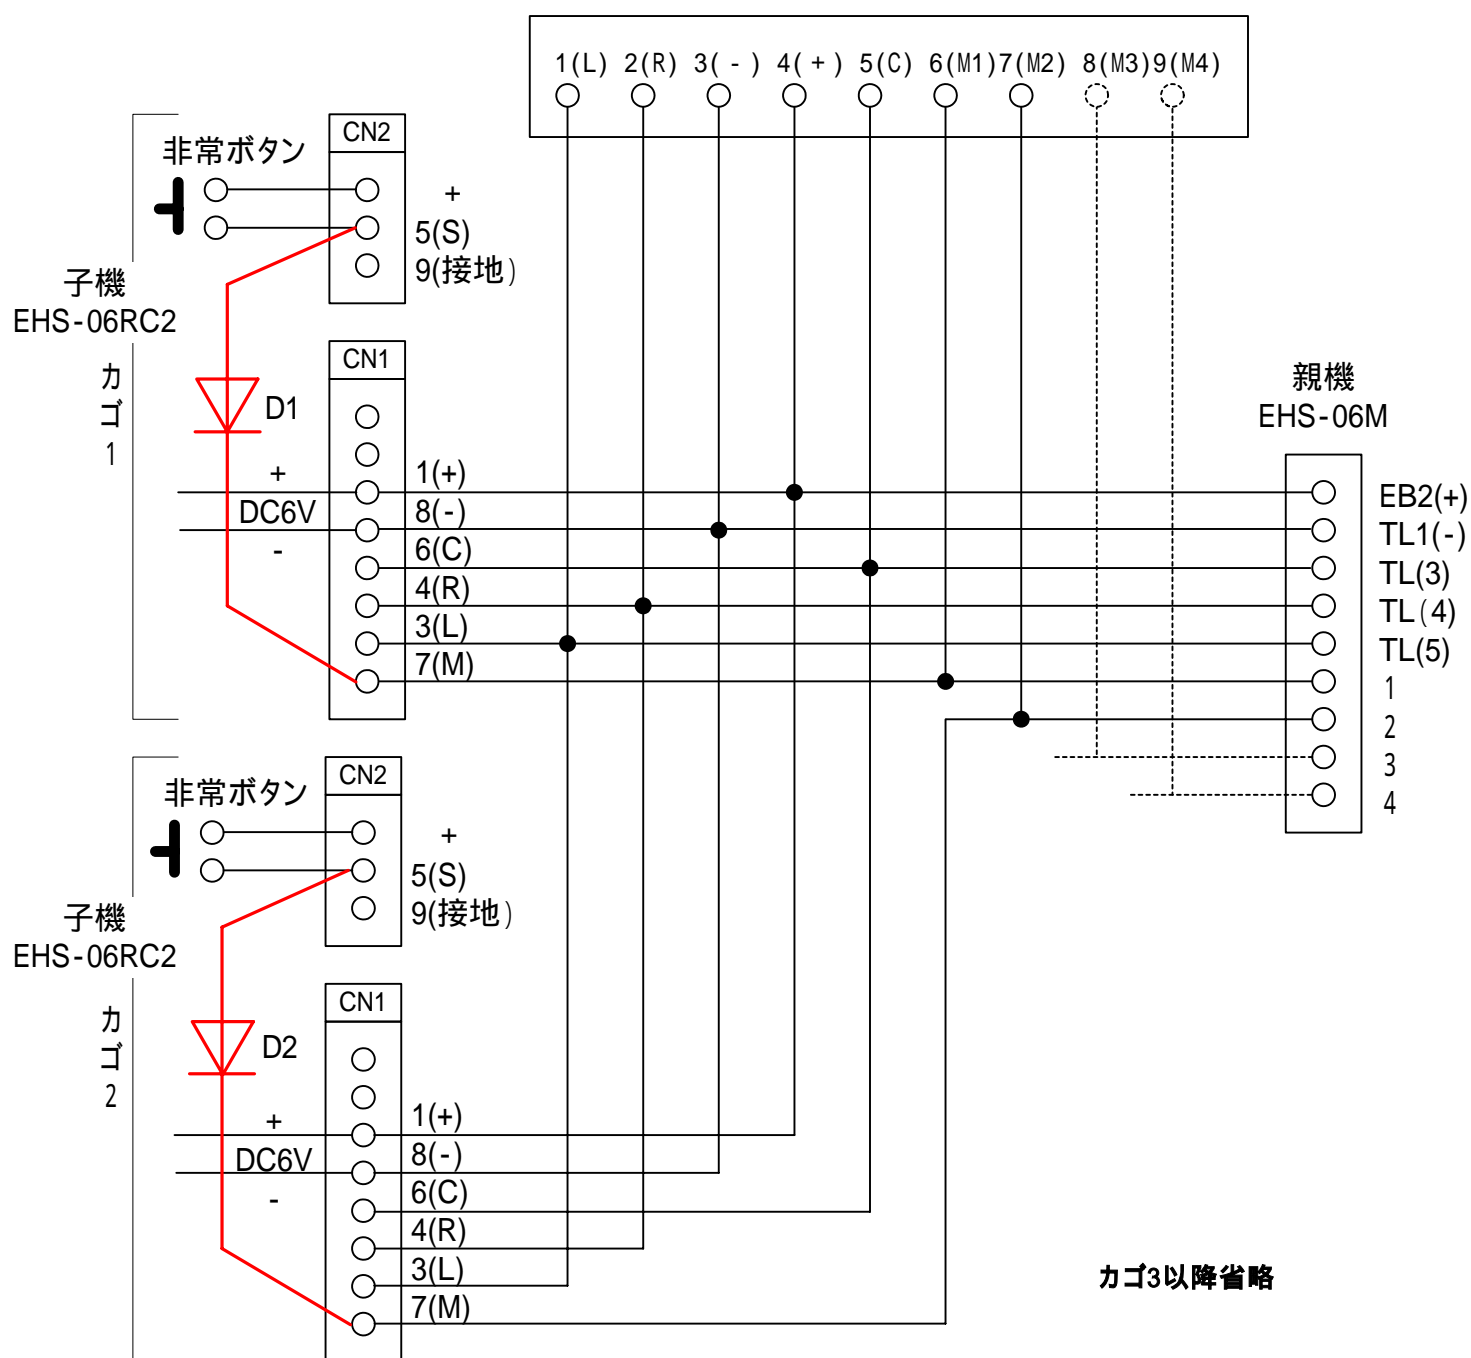 1(L) 2(R) 3( - ) 4( + ) 5(C) 6(M1)7(M2) 8(M3)9(M4)
CN2
非常ボタン
+
5(S)
9(接地)
子機
EHS-06RC2
カゴ1
CN1
D1
+
DC6V
-
1(+)
8(-)
6(C)
4(R)
3(L)
7(M)
親機
EHS-06M
EB2(+)
TL1(-)
TL(3)
TL(4)
TL(5)
1
2
3
4
CN2
非常ボタン
+
5(S)
9(接地)
子機
EHS-06RC2
カゴ2
CN1
D2
+
DC6V
-
1(+)
8(-)
6(C)
4(R)
3(L)
7(M)
カゴ3以降省略